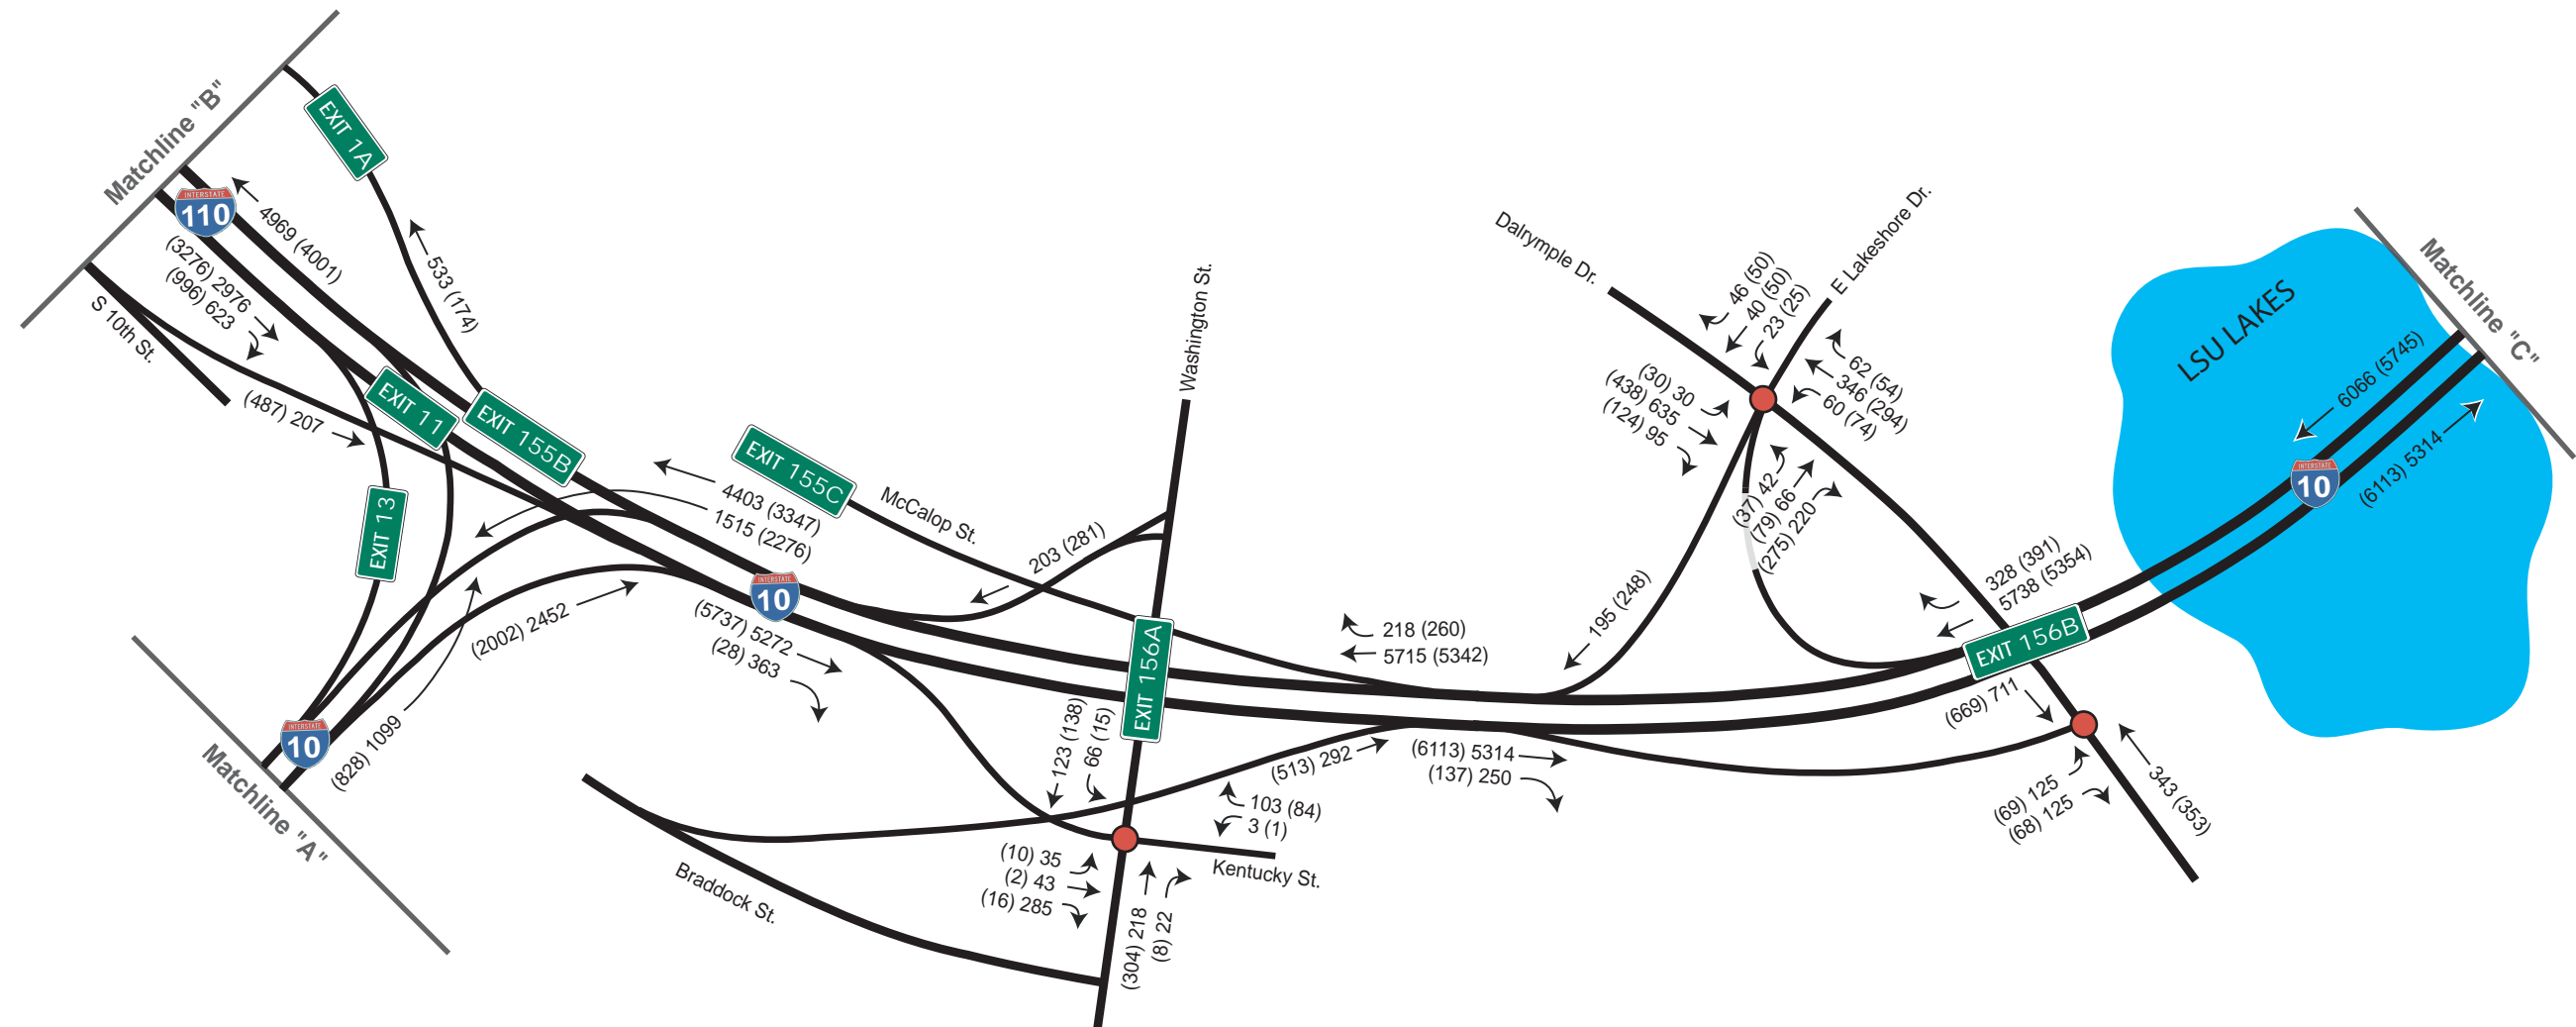 Matchline "B"
EXIT 1A
INTERSTATE
110
4969 (4001)
533 (174)
(3276) 2976
(996) 623
S 10th St.
(487) 207
EXIT 11
EXIT 155B
EXIT 13
EXIT 155C
McCalop St.
4403 (3347)
1515 (2276)
INTERSTATE
10
(2002) 2452
(828) 1099
INTERSTATE
10
Matchline "A"
(5737) 5272
(28) 363
203 (281)
Washington St.
EXIT 156A
123 (138)
66 (15)
Braddock St.
(10) 35
(2) 43
(16) 285
(304) 218
(8) 22
103 (84)
3 (1)
Kentucky St.
218 (260)
5715 (5342)
(513) 292
(6113) 5314
(137) 250
195 (248)
Dalrymple Dr.
E Lakeshore Dr.
46 (50)
40 (50)
23 (25)
(30) 30
(438) 635
(124) 95
62 (54)
346 (294)
60 (74)
(37) 42
(79) 66
(275) 220
328 (391)
5738 (5354)
EXIT 156B
(669) 711
(69) 125
(68) 125
343 (353)
LSU LAKES
6066 (5745)
INTERSTATE
10
(6113) 5314
Matchline "C"